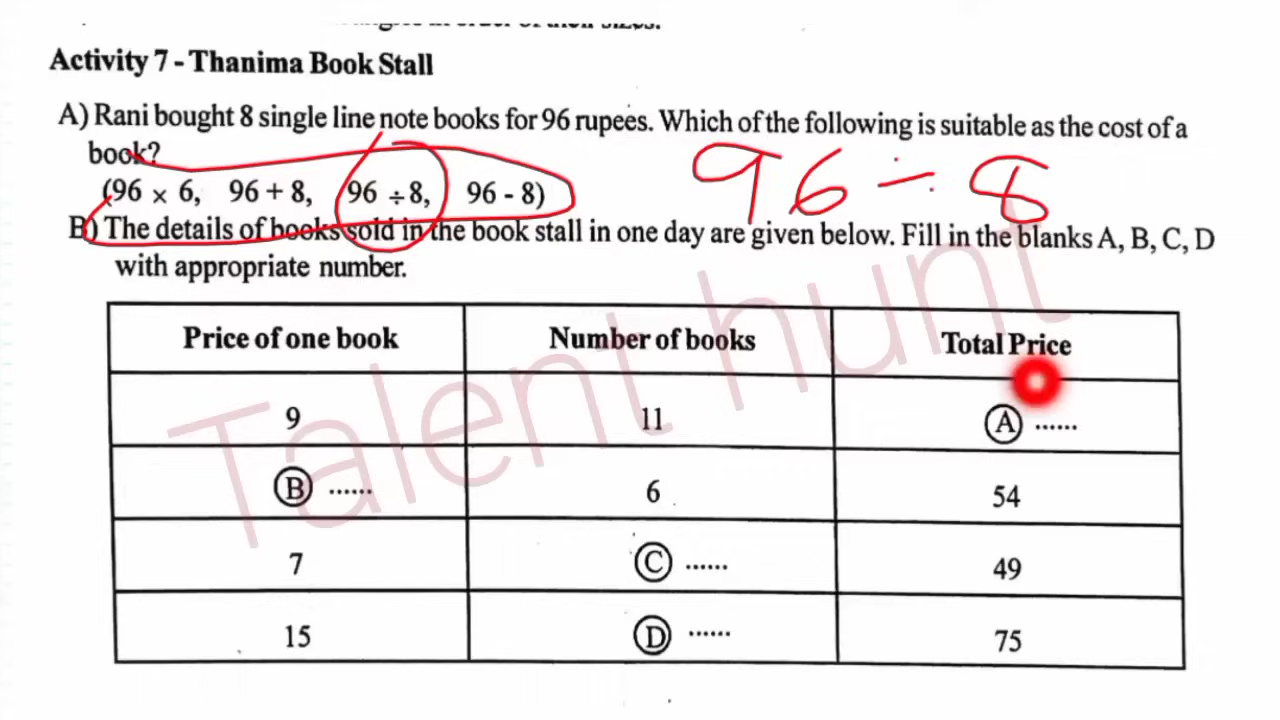 Activity 7 - Thanima Book Stall
A) Rani bought 8 single line note books for 96 rupees. Which of the following is suitable as the cost of a
book?
(96 × 6, 96 + 8, 96 ÷ 8, 96 - 8)
96 ÷ 8
B) The details of books sold in the book stall in one day are given below. Fill in the blanks A, B, C, D
with appropriate number.
Price of one book Number of books Total Price
9 11 A ......
B ...... 6 54
7 C ...... 49
15 D ...... 75
Talent hunt